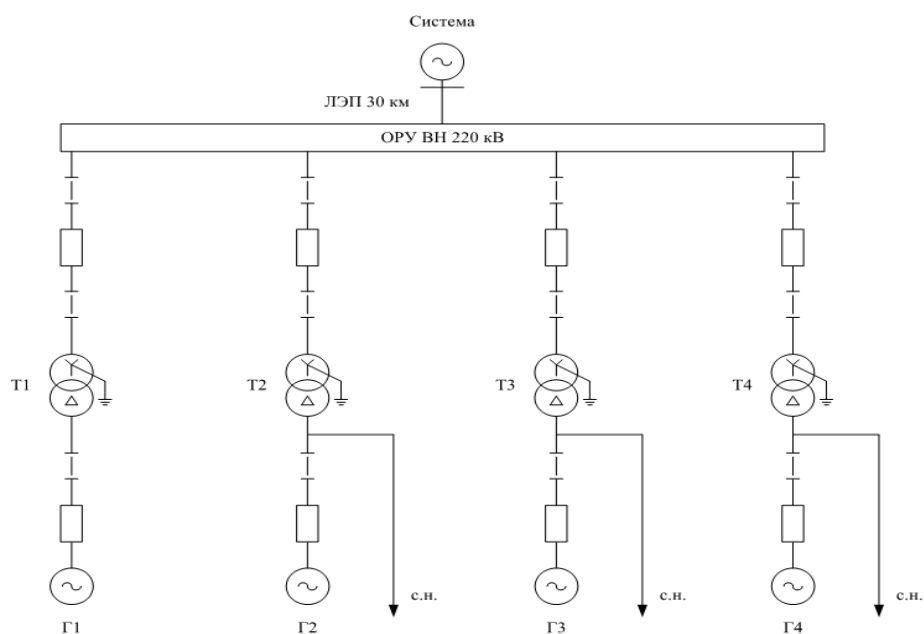 Система
ЛЭП 30 км
ОРУ ВН 220 кВ
Т1
Т2
Т3
Т4
с.н.
с.н.
с.н.
Г1
Г2
Г3
Г4